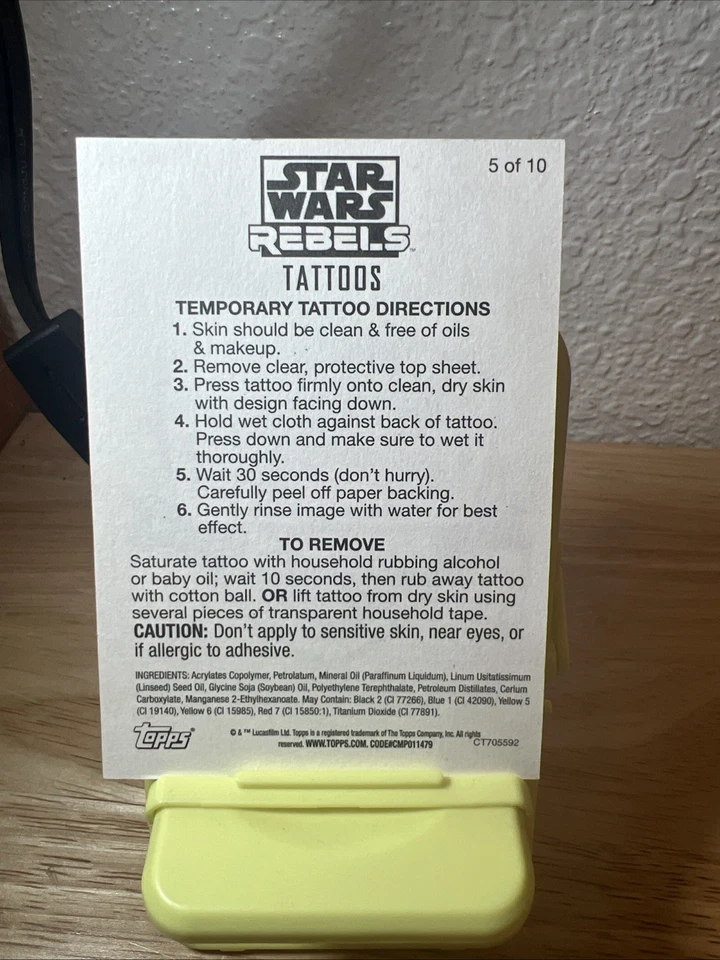 5 of 10
STAR
WARS
REBELS™
TATTOOS
TEMPORARY TATTOO DIRECTIONS
1. Skin should be clean & free of oils
& makeup.
2. Remove clear, protective top sheet.
3. Press tattoo firmly onto clean, dry skin
with design facing down.
4. Hold wet cloth against back of tattoo.
Press down and make sure to wet it
thoroughly.
5. Wait 30 seconds (don't hurry).
Carefully peel off paper backing.
6. Gently rinse image with water for best
effect.
TO REMOVE
Saturate tattoo with household rubbing alcohol
or baby oil; wait 10 seconds, then rub away tattoo
with cotton ball. OR lift tattoo from dry skin using
several pieces of transparent household tape.
CAUTION: Don't apply to sensitive skin, near eyes, or
if allergic to adhesive.
INGREDIENTS: Acrylates Copolymer, Petrolatum, Mineral Oil (Paraffinum Liquidum), Linum Usitatissimum
(Linseed) Seed Oil, Glycine Soja (Soybean) Oil, Polyethylene Terephthalate, Petroleum Distillates, Cerium
Carboxylate, Manganese 2-Ethylhexanoate. May Contain: Black 2 (CI 77266), Blue 1 (CI 42090), Yellow 5
(CI 19140), Yellow 6 (CI 15985), Red 7 (CI 15850:1), Titanium Dioxide (CI 77891).
topps®
© & ™ Lucasfilm Ltd. Topps is a registered trademark of The Topps Company, Inc. All rights
reserved. WWW.TOPPS.COM. CODE#CMP011479
CT705592